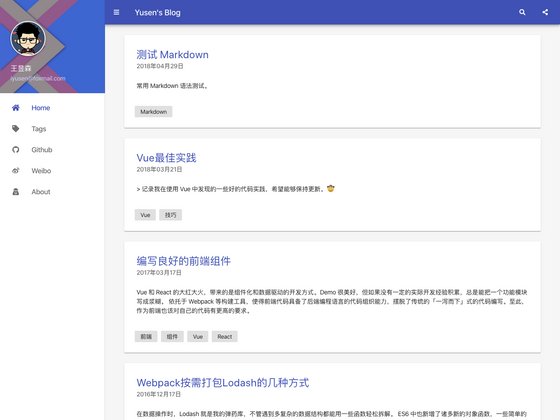 Yusen's Blog
王昱森
iyusen@foxmail.com
Home
Tags
Github
Weibo
About
测试 Markdown
2018年04月29日
常用 Markdown 语法测试。
Markdown
Vue最佳实践
2018年03月21日
> 记录我在使用 Vue 中发现的一些好的代码实践，希望能够保持更新。🤠
Vue
技巧
编写良好的前端组件
2017年03月17日
Vue 和 React 的大红大火，带来的是组件化和数据驱动的开发方式。Demo 很美好，但如果没有一定的实际开发经验积累，总是能把一个功能模块
写成浆糊。 依托于 Webpack 等构建工具，使得前端代码具备了后端编程语言的代码组织能力，摆脱了传统的「一泻而下」式的代码编写。至此，
作为前端也该对自己的代码有更高的要求。
前端
组件
Vue
React
Webpack按需打包Lodash的几种方式
2016年12月17日
在数据操作时，Lodash 就是我的弹药库，不管遇到多复杂的数据结构都能用一些函数轻松拆解。 ES6 中也新增了诸多新的对象函数，一些简单的